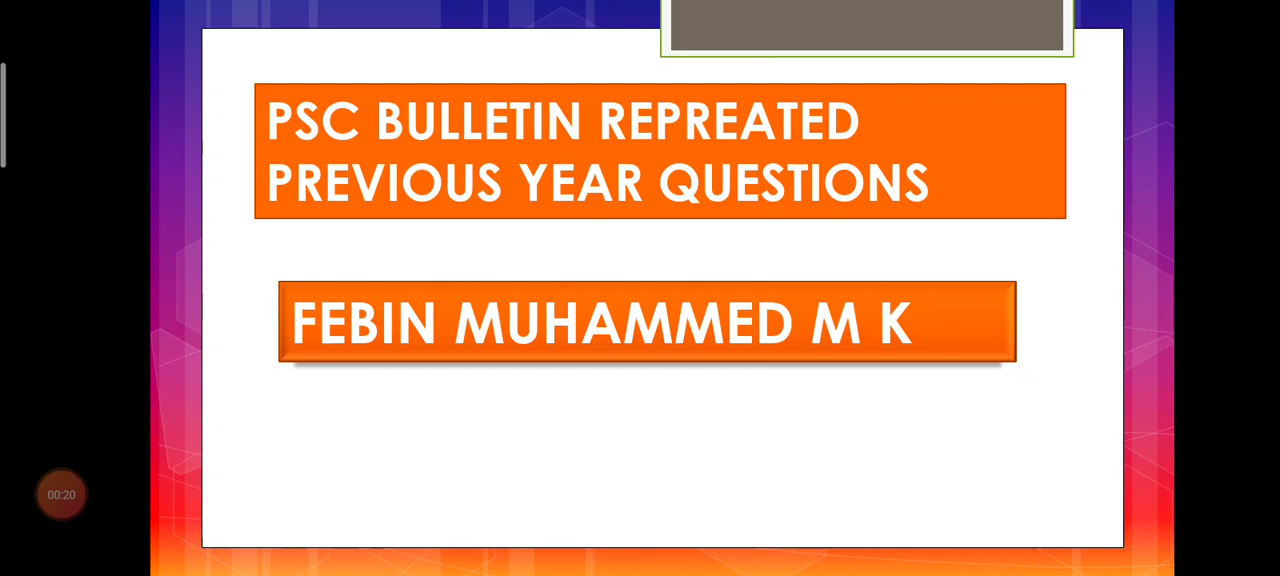 PSC BULLETIN REPREATED
PREVIOUS YEAR QUESTIONS
FEBIN MUHAMMED M K
00:20